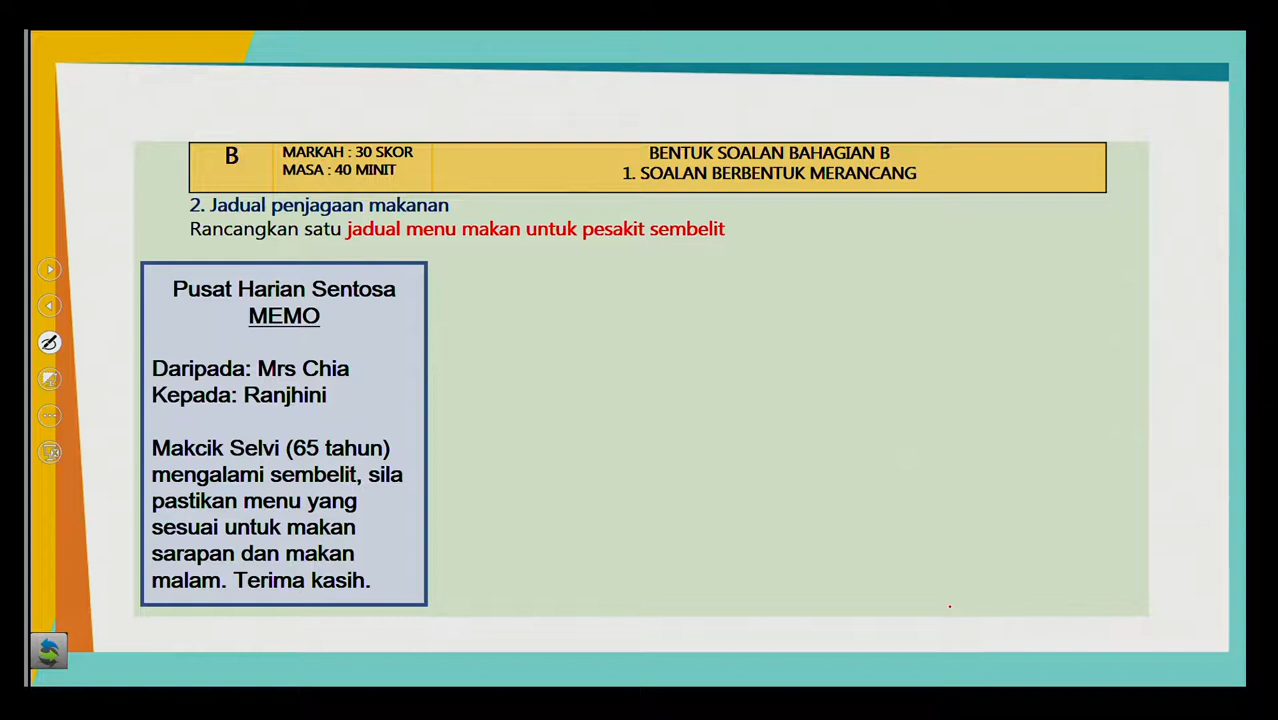 B
MARKAH : 30 SKOR
MASA : 40 MINIT
BENTUK SOALAN BAHAGIAN B
1. SOALAN BERBENTUK MERANCANG
2. Jadual penjagaan makanan
Rancangkan satu jadual menu makan untuk pesakit sembelit
Pusat Harian Sentosa
MEMO
Daripada: Mrs Chia
Kepada: Ranjhini
Makcik Selvi (65 tahun)
mengalami sembelit, sila
pastikan menu yang
sesuai untuk makan
sarapan dan makan
malam. Terima kasih.